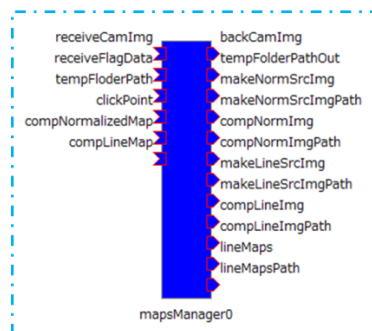 receiveCamImg
receiveFlagData
tempFloderPath
clickPoint
compNormalizedMap
compLineMap
backCamImg
tempFolderPathOut
makeNormSrcImg
makeNormSrcImgPath
compNormImg
compNormImgPath
makeLineSrcImg
makeLineSrcImgPath
compLineImg
compLineImgPath
lineMaps
lineMapsPath
mapsManager0